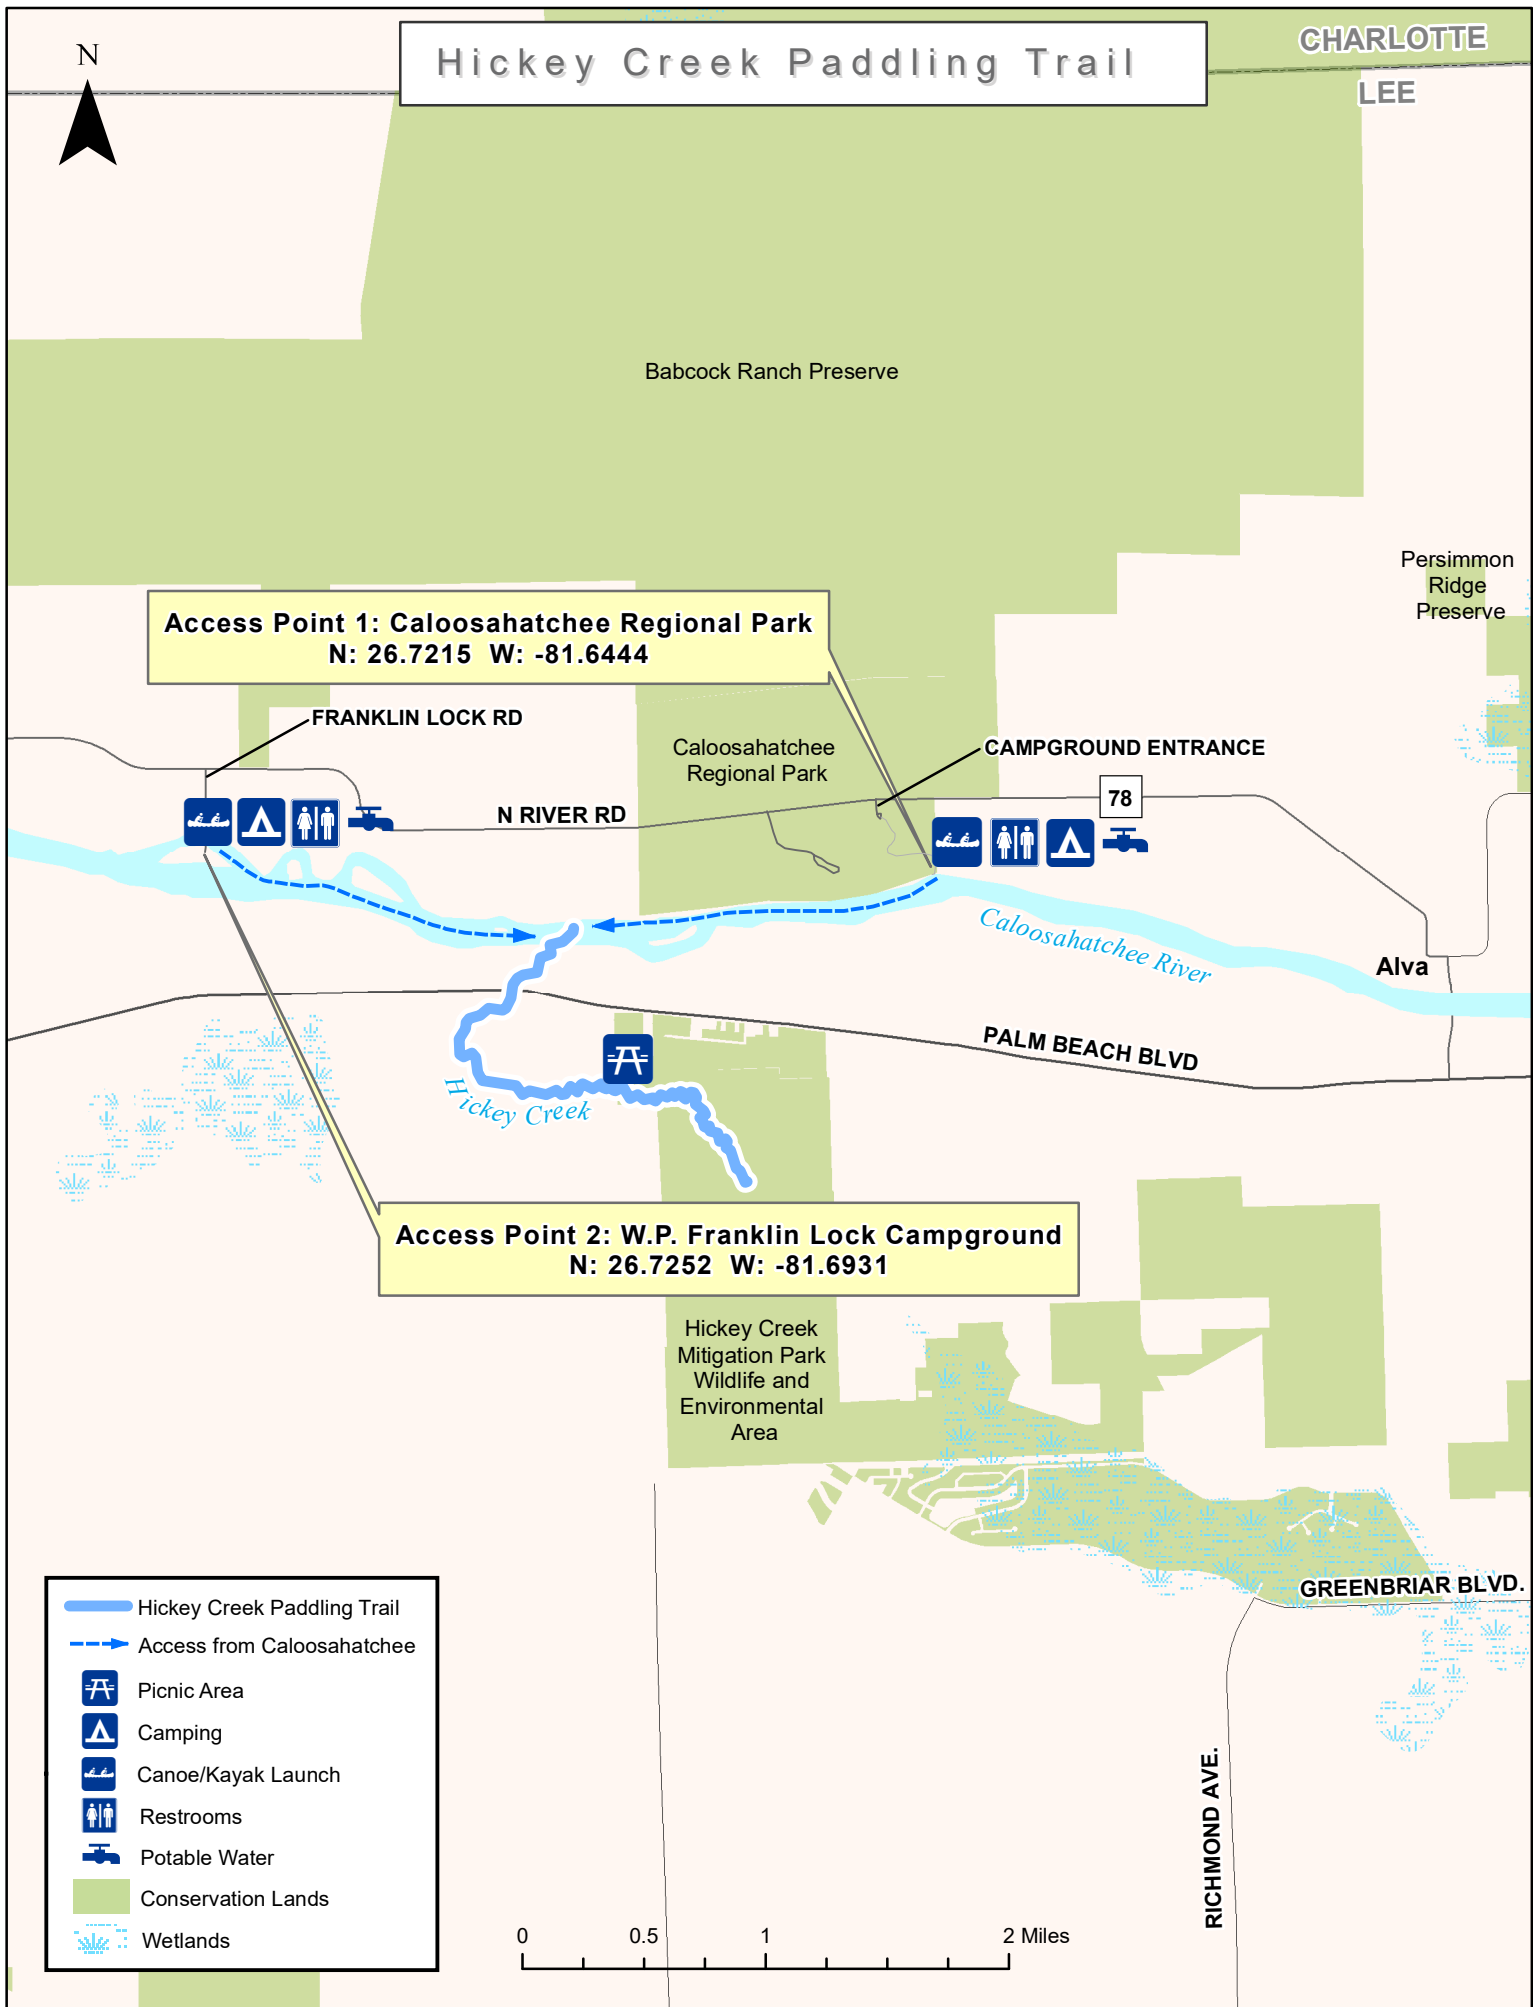 Hickey Creek Paddling Trail
N
CHARLOTTE
LEE
Babcock Ranch Preserve
Persimmon
Ridge
Preserve
Access Point 1: Caloosahatchee Regional Park
N: 26.7215 W: -81.6444
FRANKLIN LOCK RD
Caloosahatchee
Regional Park
CAMPGROUND ENTRANCE
78
N RIVER RD
Caloosahatchee River
Alva
PALM BEACH BLVD
Hickey Creek
Access Point 2: W.P. Franklin Lock Campground
N: 26.7252 W: -81.6931
Hickey Creek
Mitigation Park
Wildlife and
Environmental
Area
GREENBRIAR BLVD.
RICHMOND AVE.
Hickey Creek Paddling Trail
Access from Caloosahatchee
Picnic Area
Camping
Canoe/Kayak Launch
Restrooms
Potable Water
Conservation Lands
Wetlands
0 0.5 1 2 Miles